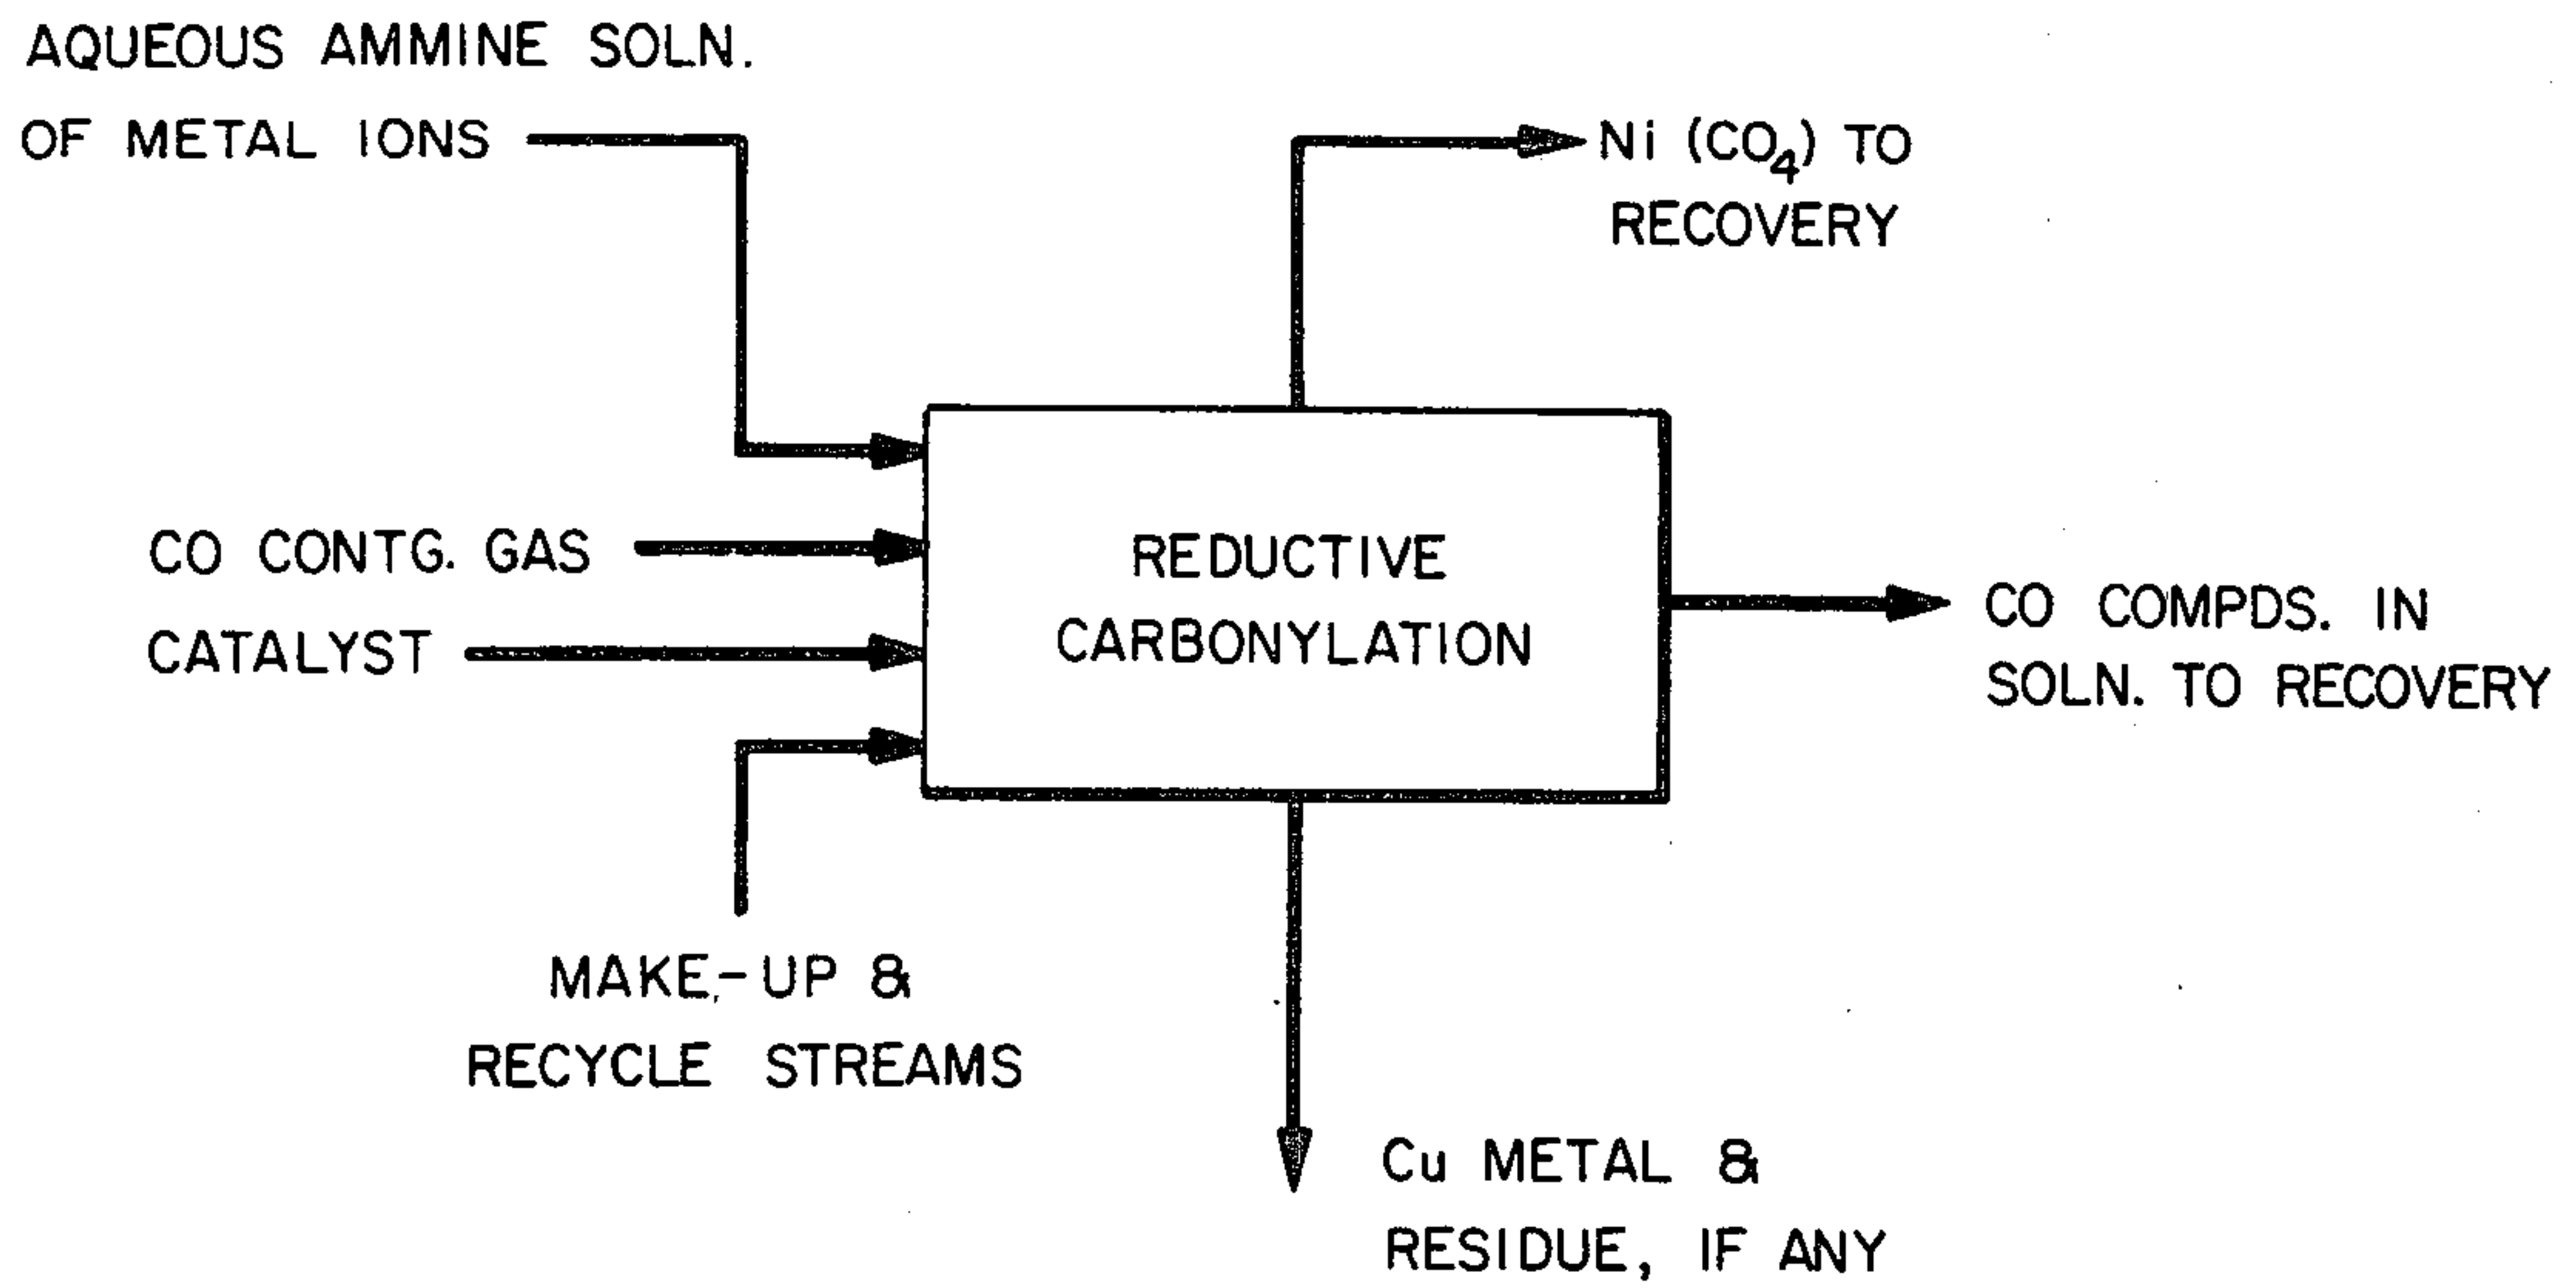 AQUEOUS AMMINE SOLN.
OF METAL IONS
Ni (CO₄) TO
RECOVERY
CO CONTG. GAS
CATALYST
REDUCTIVE
CARBONYLATION
CO COMPDS. IN
SOLN. TO RECOVERY
MAKE-UP &
RECYCLE STREAMS
Cu METAL &
RESIDUE, IF ANY